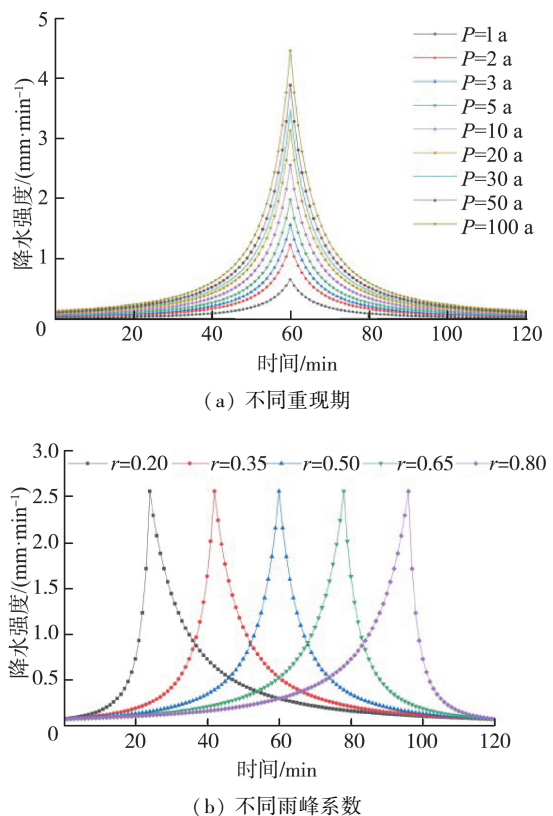 5
4
3
2
1
0
降水强度/(mm·min⁻¹)
P=1 a
P=2 a
P=3 a
P=5 a
P=10 a
P=20 a
P=30 a
P=50 a
P=100 a
20 40 60 80 100 120
时间/min
(a) 不同重现期
3.0
2.5
2.0
1.5
1.0
0.5
0
降水强度/(mm·min⁻¹)
r=0.20 r=0.35 r=0.50 r=0.65 r=0.80
20 40 60 80 100 120
时间/min
(b) 不同雨峰系数